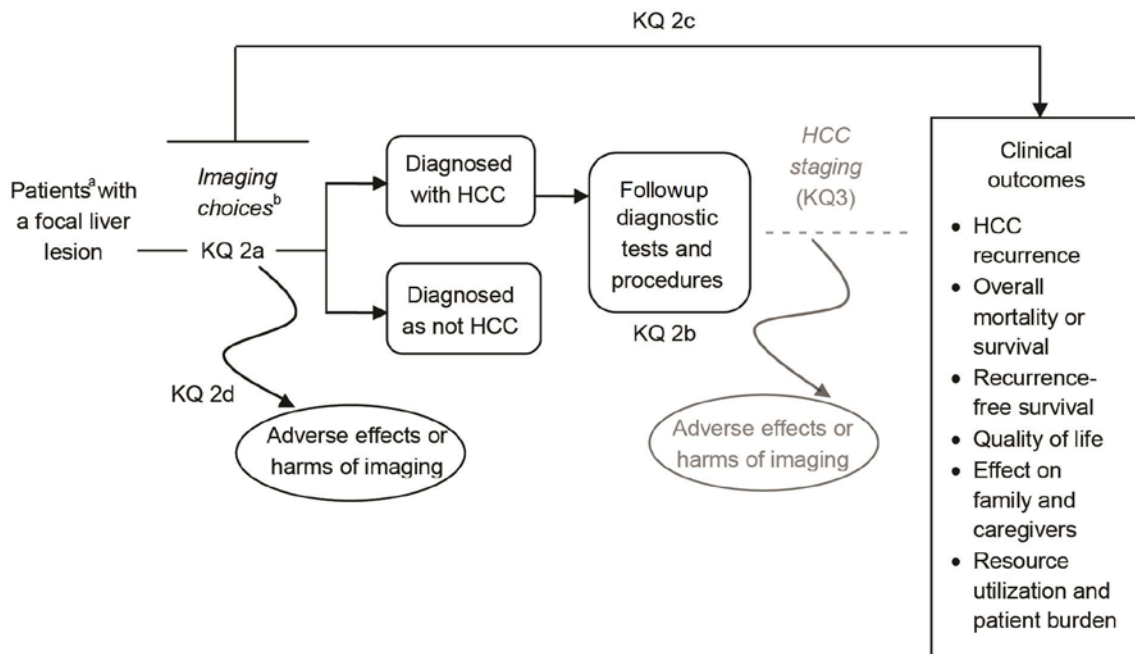 KQ 2c
Patientsᵃ with
a focal liver
lesion
Imaging
choicesᵇ
KQ 2a
Diagnosed
with HCC
Diagnosed
as not HCC
Followup
diagnostic
tests and
procedures
KQ 2b
HCC
staging
(KQ3)
KQ 2d
Adverse effects or
harms of imaging
Adverse effects or
harms of imaging
Clinical
outcomes
• HCC
recurrence
• Overall
mortality or
survival
• Recurrence-
free survival
• Quality of life
• Effect on
family and
caregivers
• Resource
utilization and
patient burden